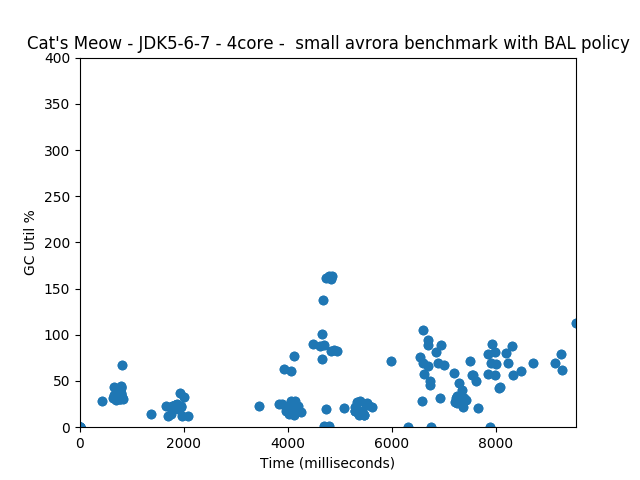 Cat's Meow - JDK5-6-7 - 4core -  small avrora benchmark with BAL policy
400
350
300
250
200
150
100
50
0
GC Util %
0 2000 4000 6000 8000
Time (milliseconds)